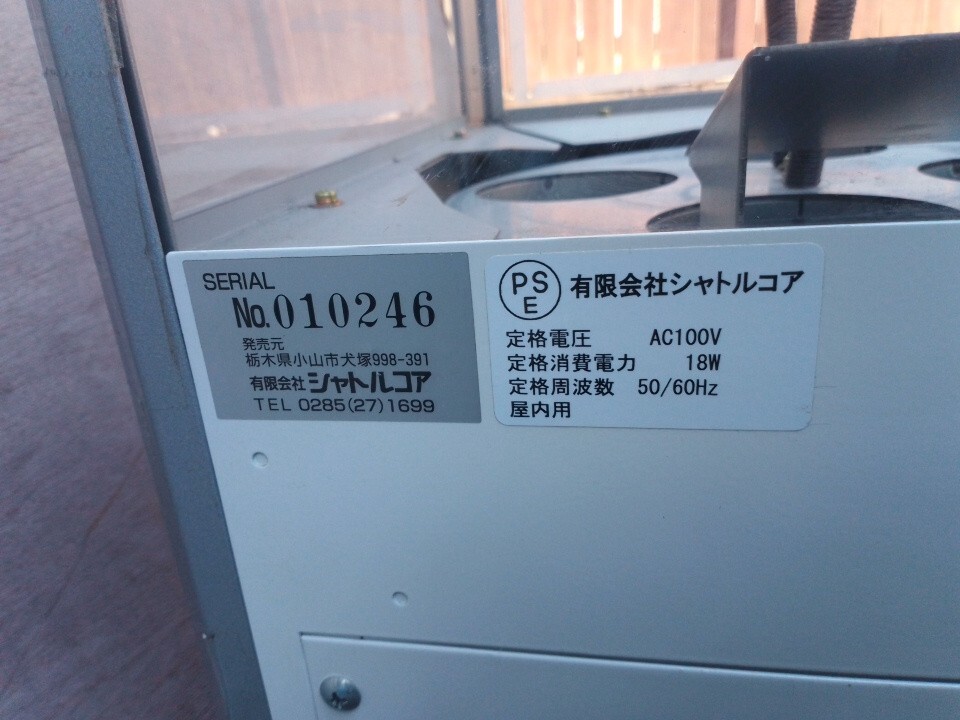 SERIAL
No.010246
発売元
栃木県小山市犬塚998-391
有限会社 シャトルコア
TEL 0285(27)1699
PSE 有限会社シャトルコア
定格電圧 AC100V
定格消費電力 18W
定格周波数 50/60Hz
屋内用